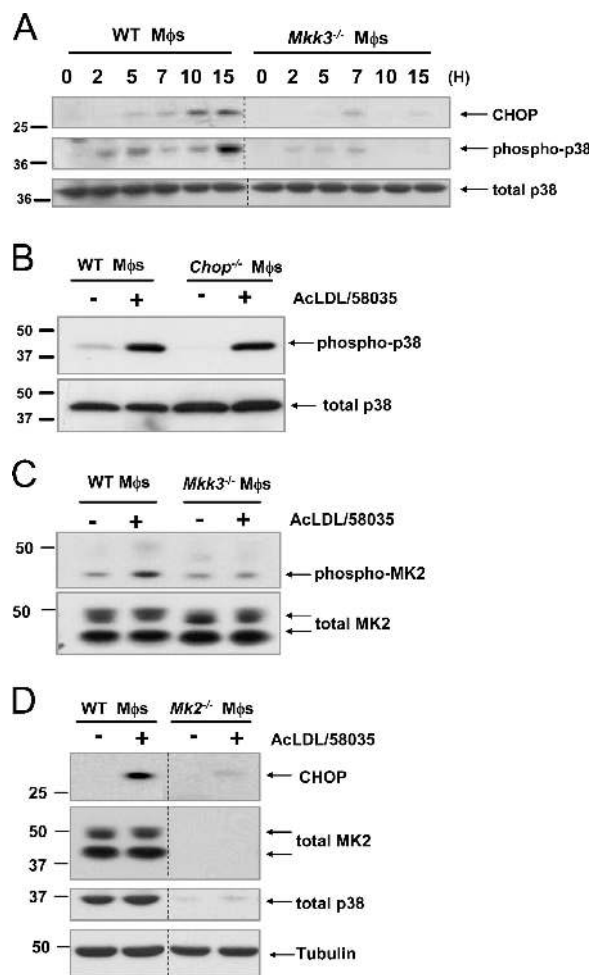 A
WT Mϕs Mkk3-/- Mϕs
0 2 5 7 10 15 0 2 5 7 10 15 (H)
CHOP
25
phospho-p38
36
total p38
36
B
WT Mϕs Chop-/- Mϕs
- + - + AcLDL/58035
50
phospho-p38
37
50
total p38
37
C
WT Mϕs Mkk3-/- Mϕs
- + - + AcLDL/58035
50
phospho-MK2
50
total MK2
D
WT Mϕs Mk2-/- Mϕs
- + - + AcLDL/58035
CHOP
25
50
total MK2
37
37
total p38
50
Tubulin